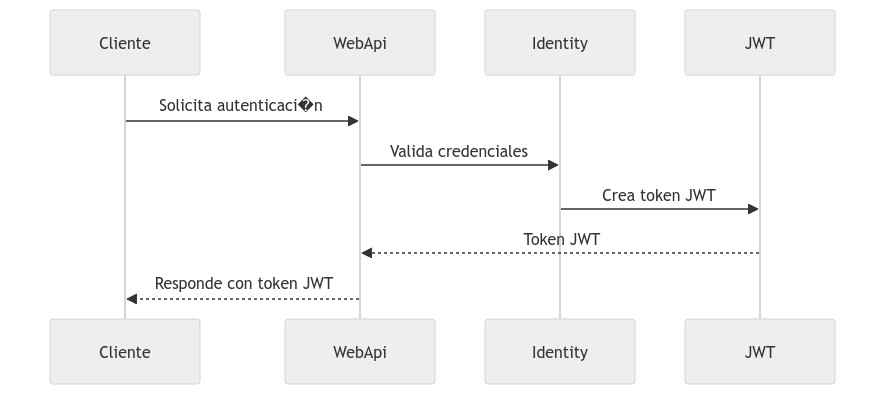 Cliente
WebApi
Identity
JWT
Solicita autenticaci�n
Valida credenciales
Crea token JWT
Token JWT
Responde con token JWT
Cliente
WebApi
Identity
JWT